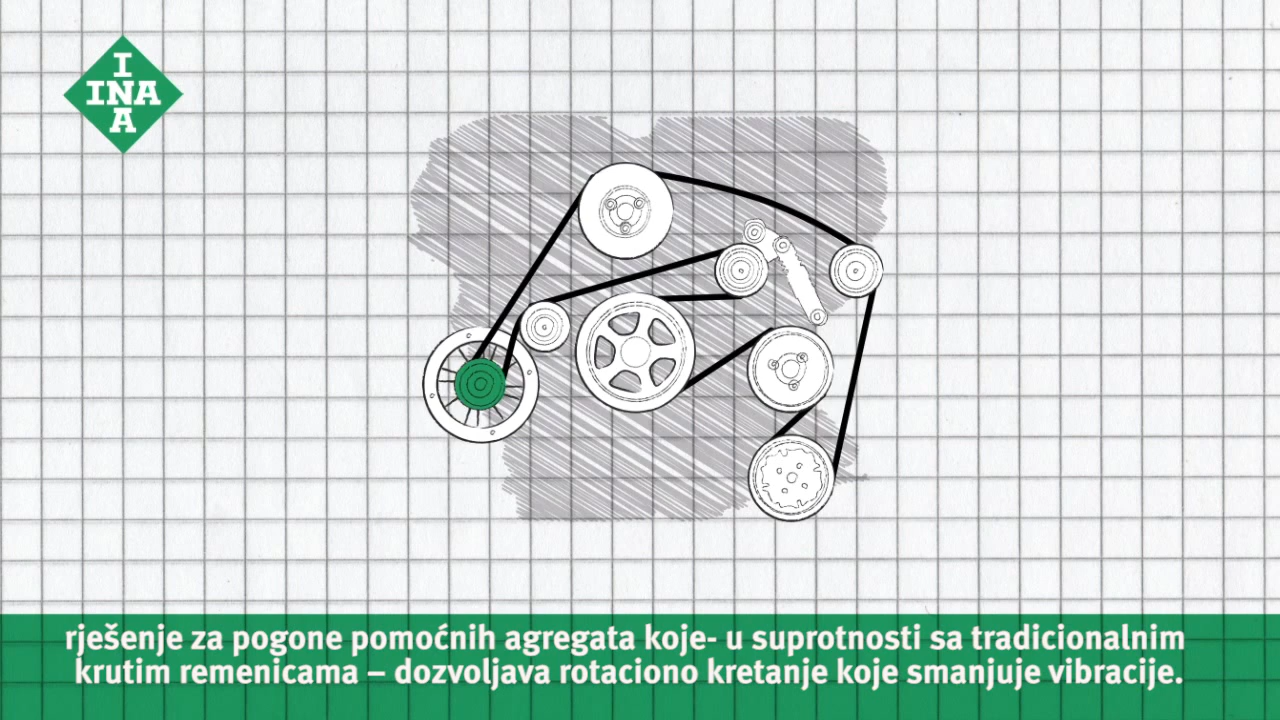 I
INA
A
rješenje za pogone pomoćnih agregata koje- u suprotnosti sa tradicionalnim
krutim remenicama – dozvoljava rotaciono kretanje koje smanjuje vibracije.